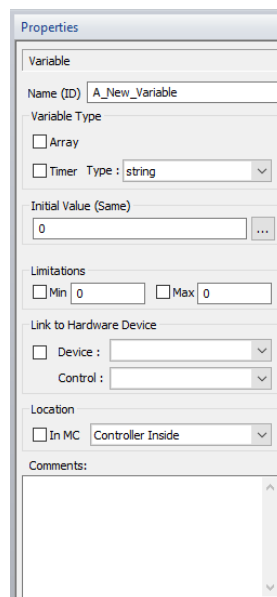 Properties
Variable
Name (ID) A_New_Variable
Variable Type
Array
Timer Type : string
Initial Value (Same)
0 ...
Limitations
Min 0 Max 0
Link to Hardware Device
Device :
Control :
Location
In MC Controller Inside
Comments: